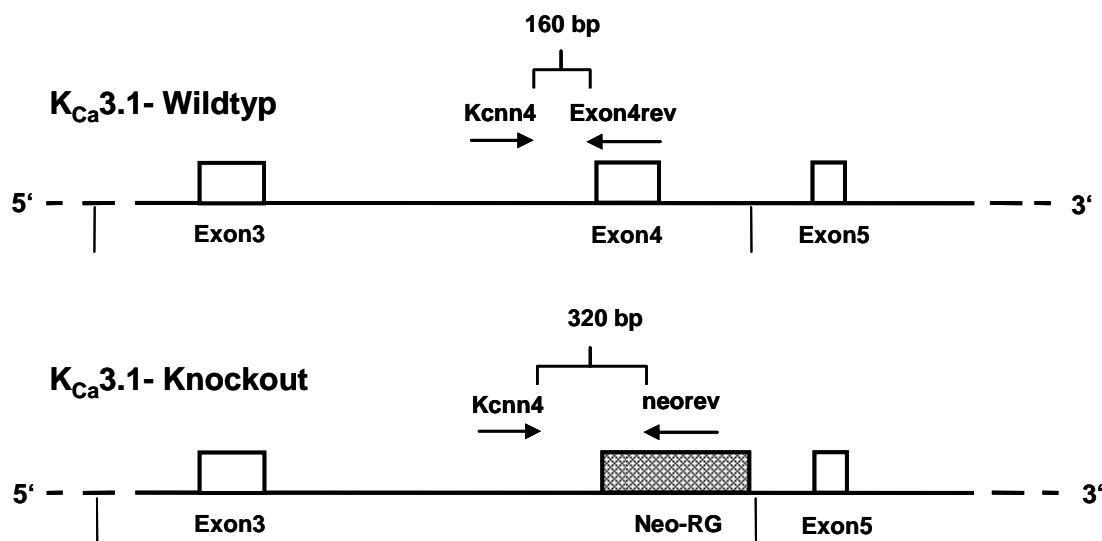 160 bp
KCa3.1- Wildtyp
Kcnn4 Exon4rev
5‘ 3‘
Exon3 Exon4 Exon5
320 bp
KCa3.1- Knockout
Kcnn4 neorev
5‘ 3‘
Exon3 Neo-RG Exon5